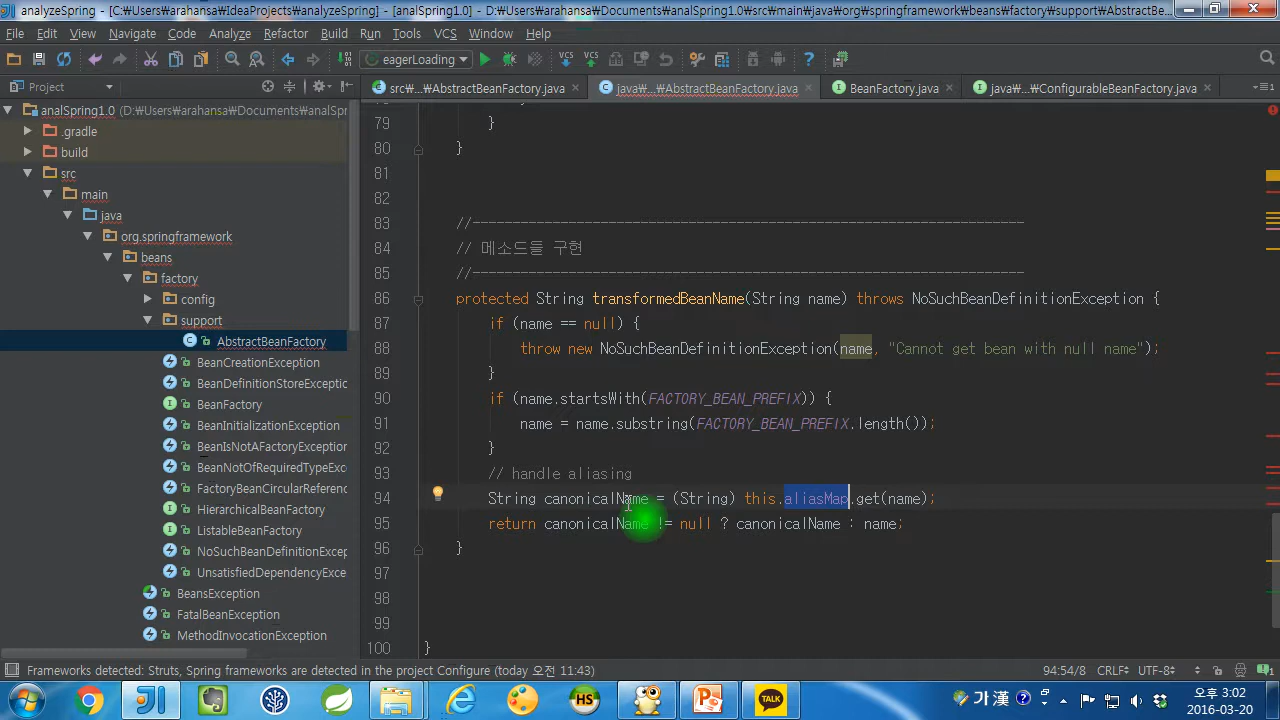 analyzeSpring - [C:₩Users₩arahansa₩IdeaProjects₩analyzeSpring] - [analSpring1.0] - D:₩Users₩arahansa₩Documents₩analSpring1.0₩src₩main₩java₩org₩springframework₩beans₩factory₩support₩AbstractBe...
File Edit View Navigate Code Analyze Refactor Build Run Tools VCS Window Help
eagerLoading VCS VCS
Project
src₩...₩AbstractBeanFactory.java java₩...₩AbstractBeanFactory.java BeanFactory.java java₩...₩ConfigurableBeanFactory.java
analSpring1.0 (D:₩Users₩arahansa₩Documents₩analSpr
.gradle
build
src
main
java
org.springframework
beans
factory
config
support
AbstractBeanFactory
BeanCreationException
BeanDefinitionStoreExceptic
BeanFactory
BeanInitializationException
BeanIsNotAFactoryException
BeanNotOfRequiredTypeExce
FactoryBeanCircularReferenc
HierarchicalBeanFactory
ListableBeanFactory
NoSuchBeanDefinitionExcep
UnsatisfiedDependencyExce
BeansException
FatalBeanException
MethodInvocationException
79 }
80 }
81
82
83 //---------------------------------------------------------------------
84 // 메소드들 구현
85 //---------------------------------------------------------------------
86 protected String transformedBeanName(String name) throws NoSuchBeanDefinitionException {
87 if (name == null) {
88 throw new NoSuchBeanDefinitionException(name, "Cannot get bean with null name");
89 }
90 if (name.startsWith(FACTORY_BEAN_PREFIX)) {
91 name = name.substring(FACTORY_BEAN_PREFIX.length());
92 }
93 // handle aliasing
94 String canonicalName = (String) this.aliasMap.get(name);
95 return canonicalName != null ? canonicalName : name;
96 }
97
98
99
100 }
Frameworks detected: Struts, Spring frameworks are detected in the project Configure (today 오전 11:43) 94:54/8 CRLF UTF-8
HS TALK 가 漢 오후 3:02
2016-03-20